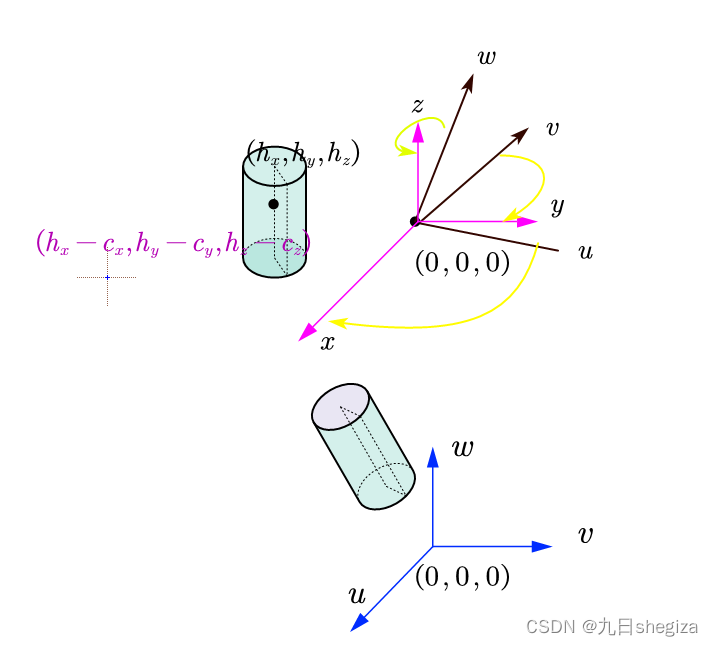 w
z
v
(h_x, h_y, h_z)
y
(h_x − c_x, h_y − c_y, h_z − c_z)
u
(0, 0, 0)
x
w
v
(0, 0, 0)
u
CSDN @九日shegiza